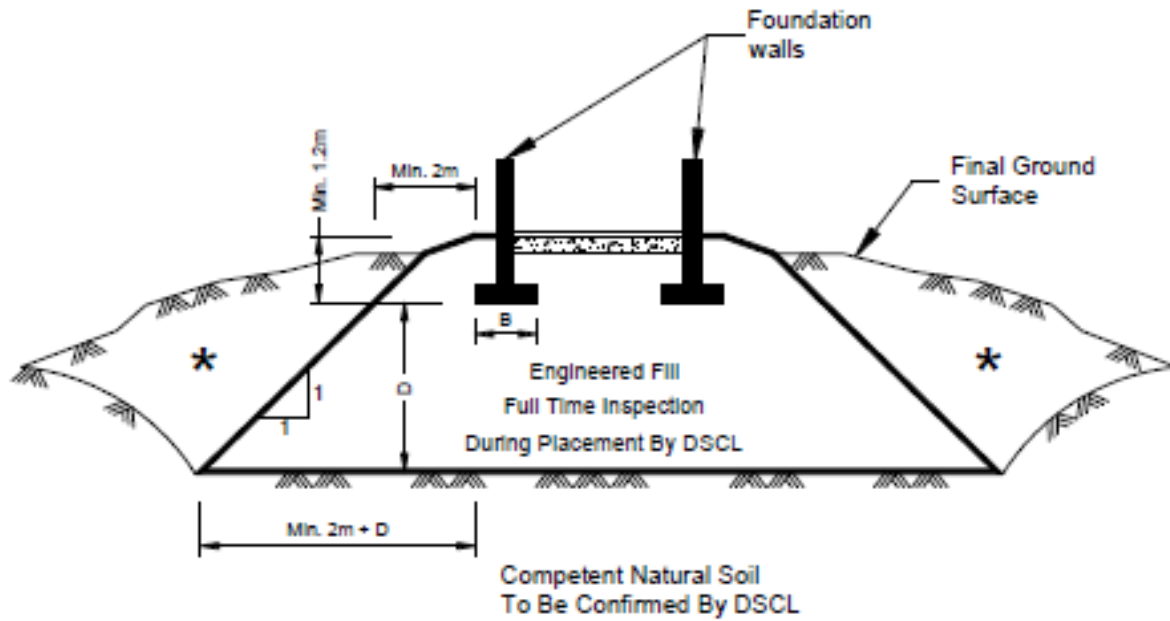 Foundation
walls
Min. 1.2m
Min. 2m
Final Ground
Surface
B
*
*
D
Engineered Fill
Full Time Inspection
During Placement By DSCL
1
1
Min. 2m + D
Competent Natural Soil
To Be Confirmed By DSCL